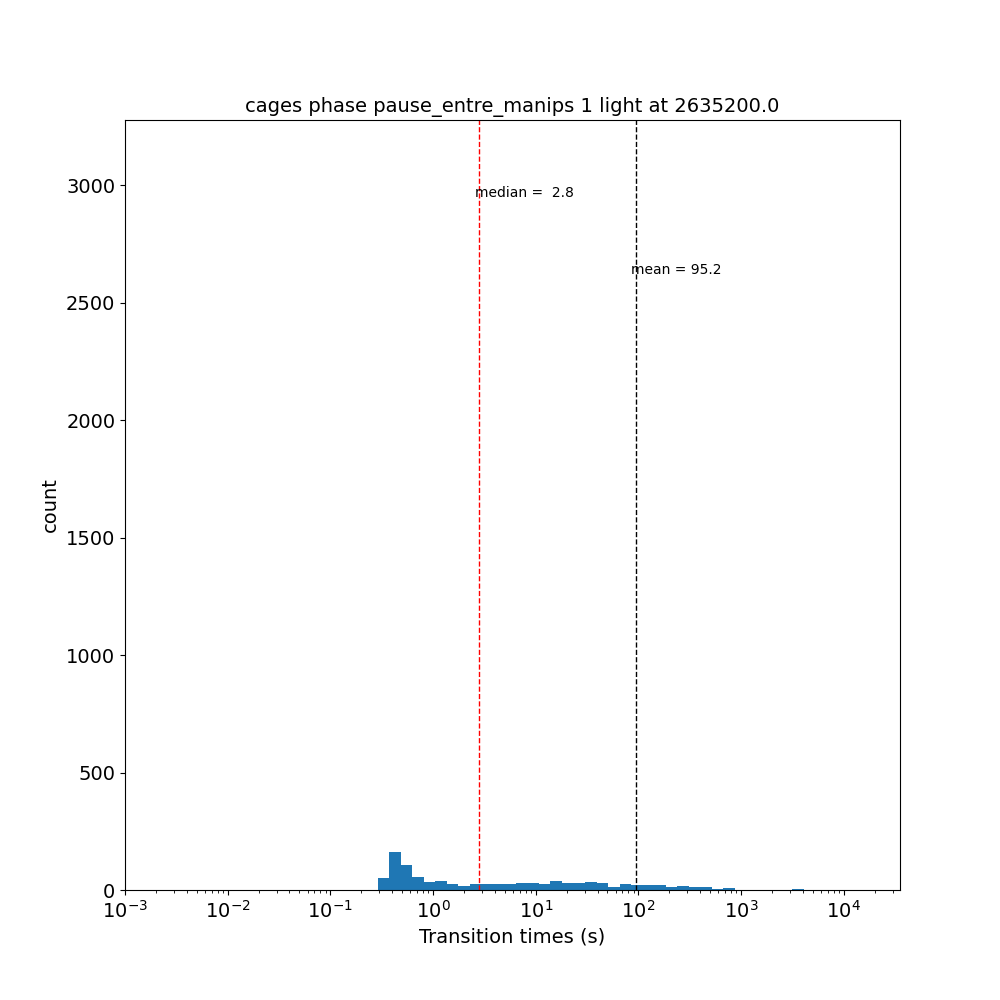 cages phase pause_entre_manips 1 light at 2635200.0
3000
median =  2.8
mean = 95.2
2500
2000
count
1500
1000
500
0
10⁻³ 10⁻² 10⁻¹ 10⁰ 10¹ 10² 10³ 10⁴
Transition times (s)